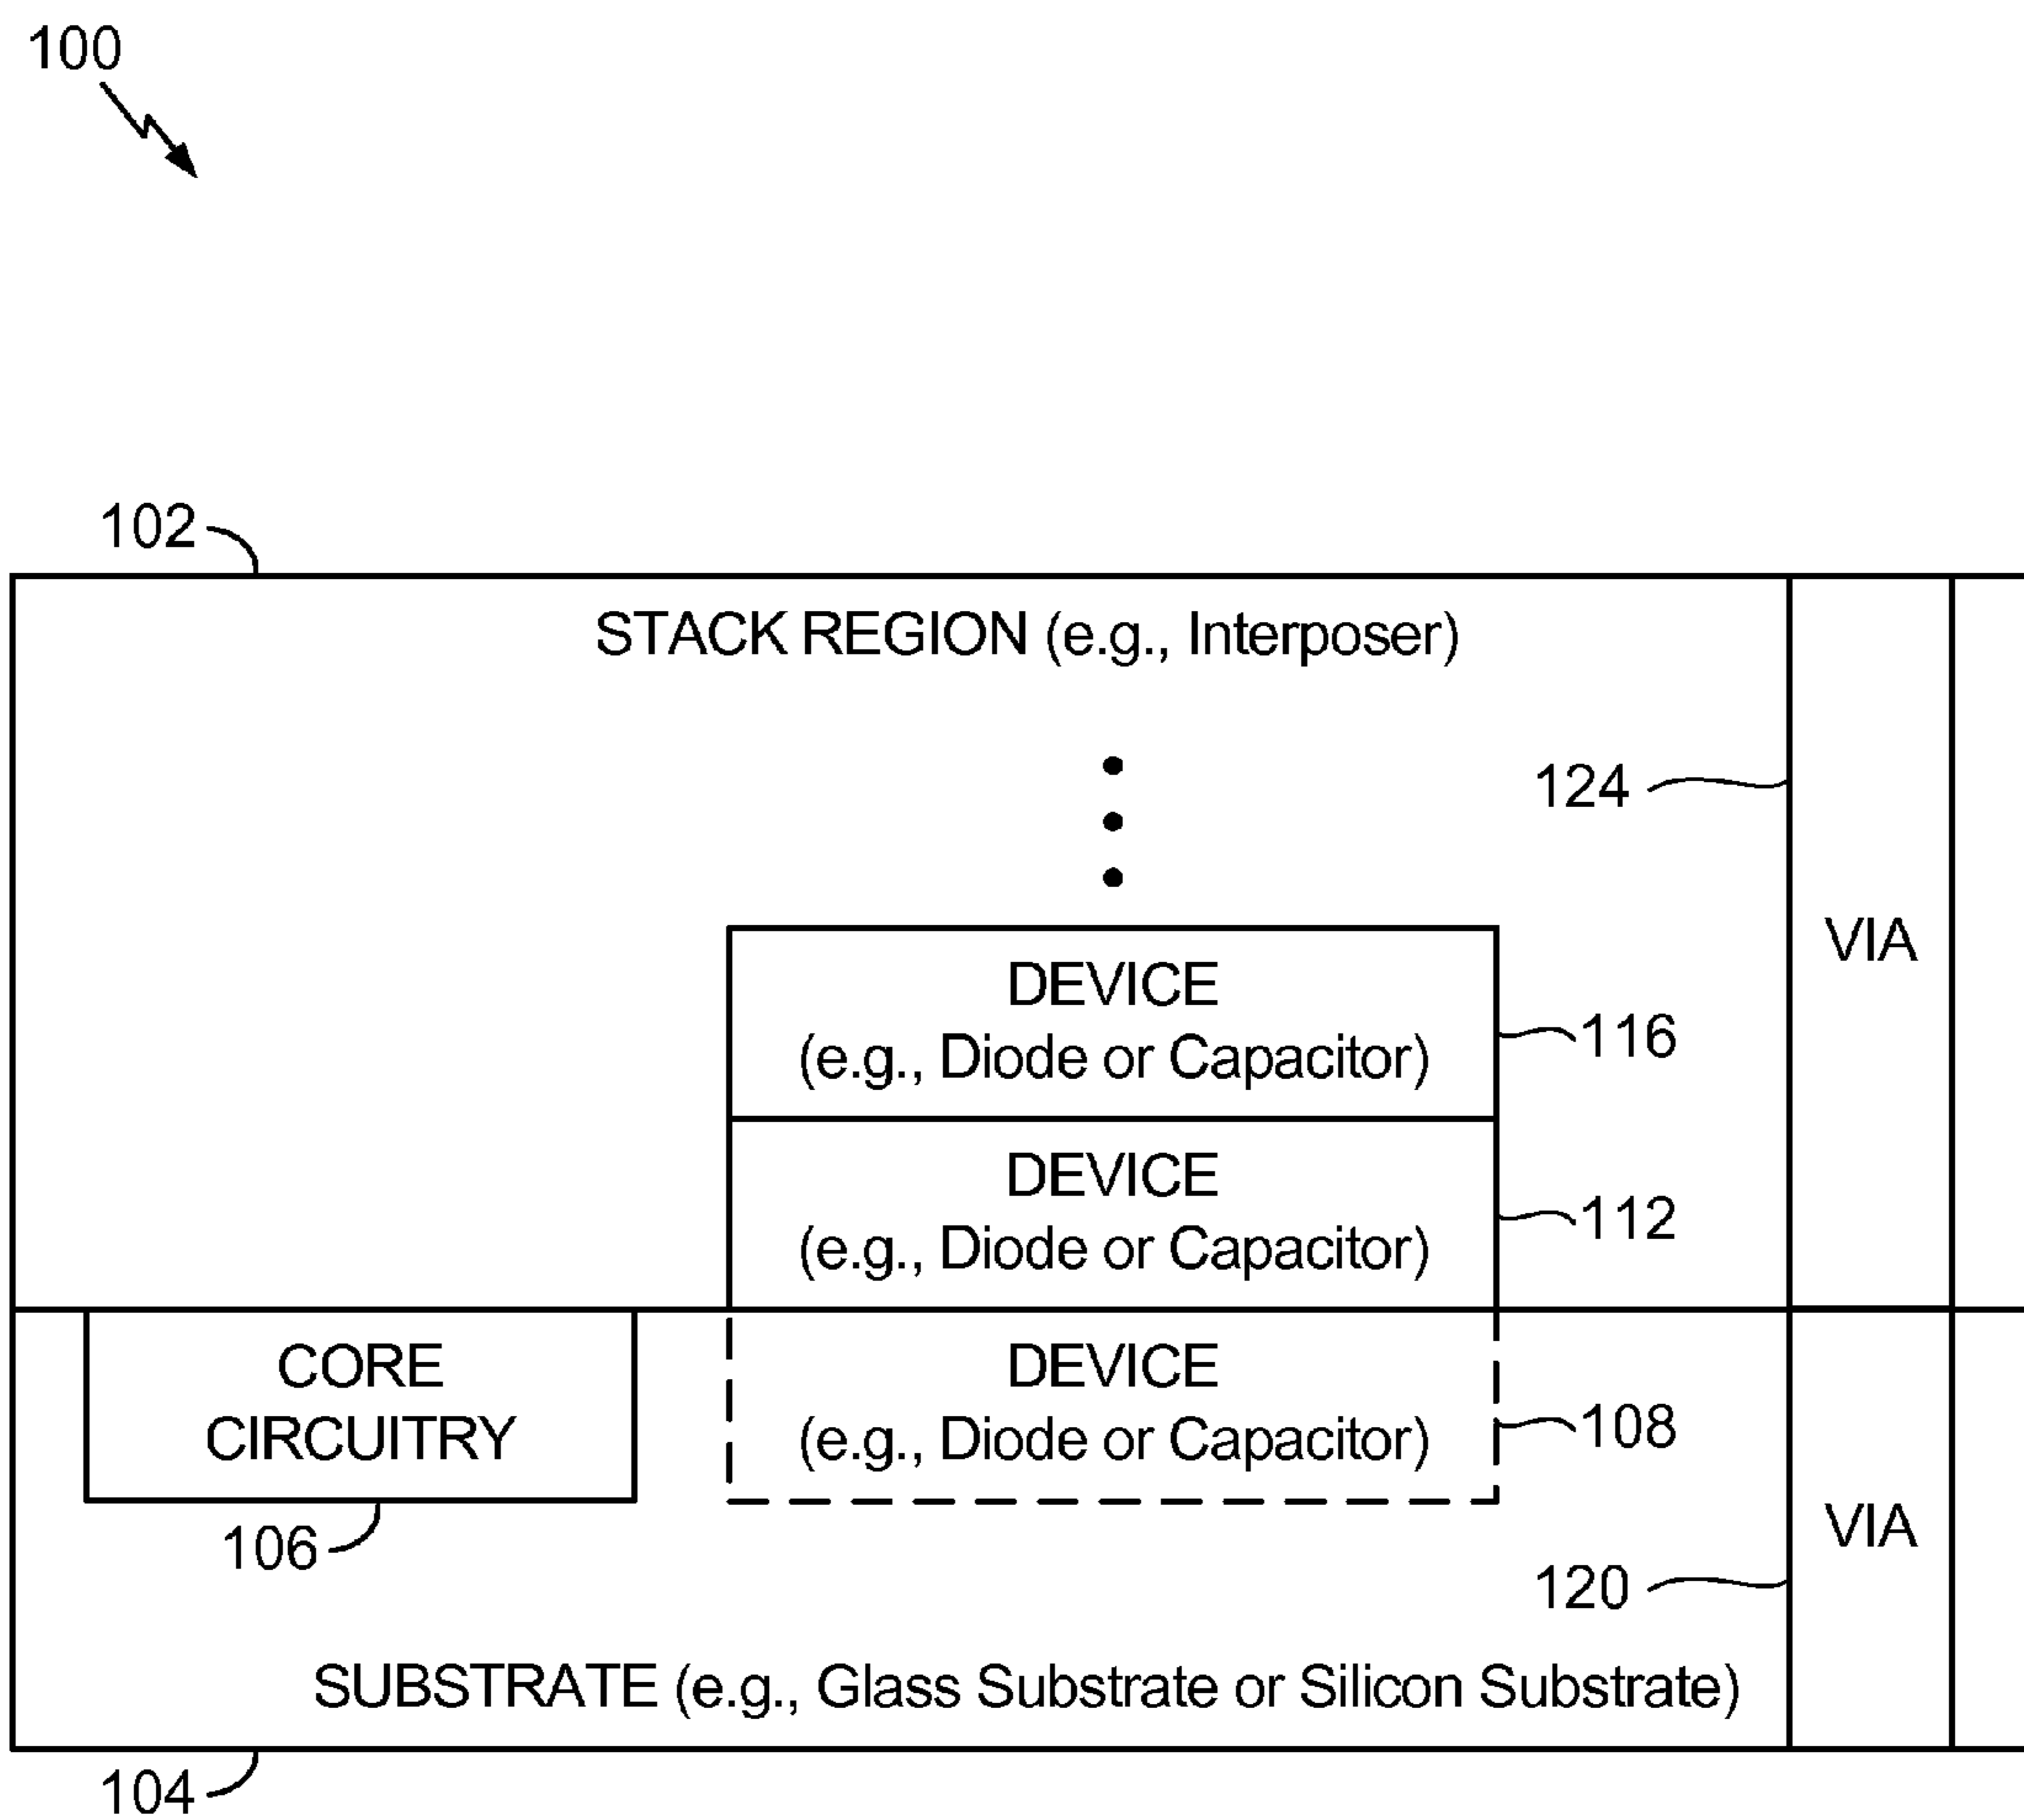 100
102
STACK REGION (e.g., Interposer)
124
VIA
DEVICE
(e.g., Diode or Capacitor)
116
DEVICE
(e.g., Diode or Capacitor)
112
CORE
CIRCUITRY
106
DEVICE
(e.g., Diode or Capacitor)
108
VIA
120
SUBSTRATE (e.g., Glass Substrate or Silicon Substrate)
104